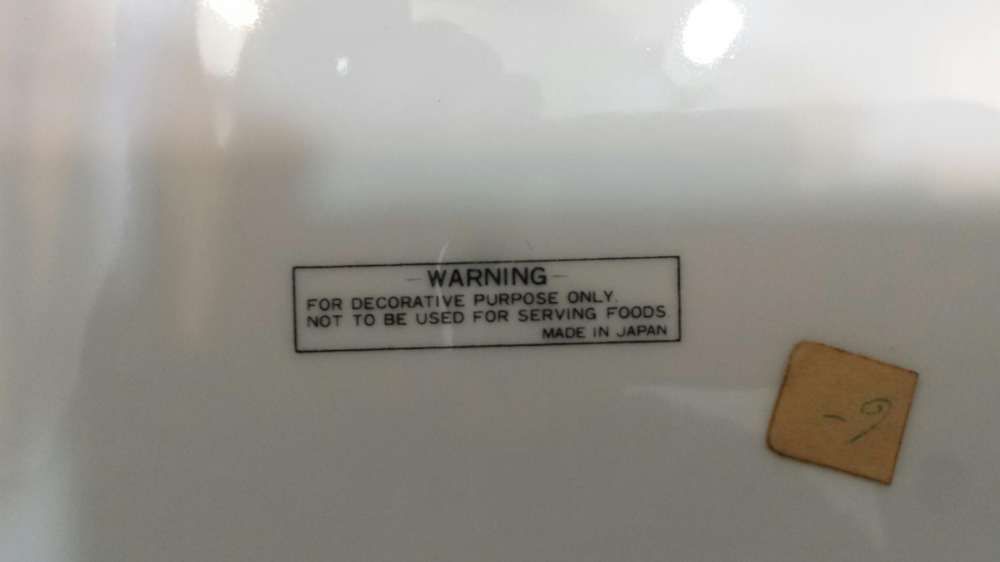 WARNING
FOR DECORATIVE PURPOSE ONLY.
NOT TO BE USED FOR SERVING FOODS
MADE IN JAPAN
-9